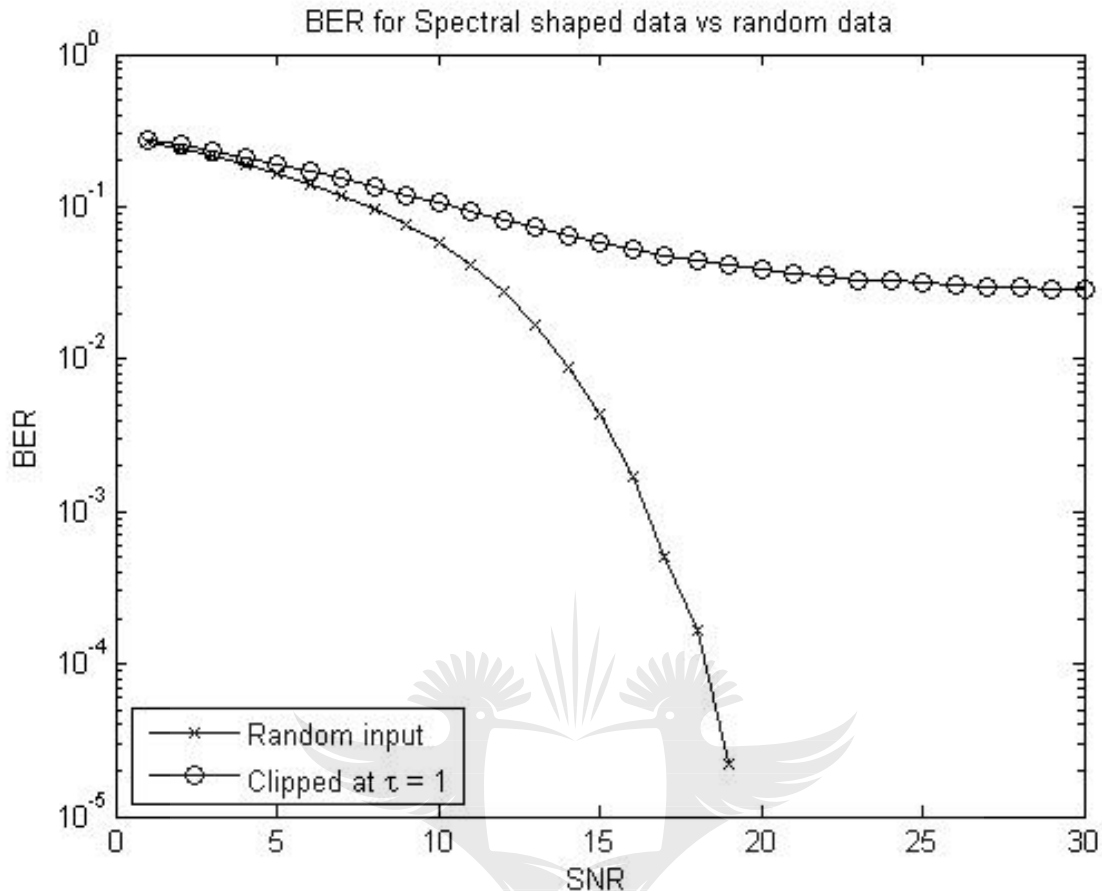 BER for Spectral shaped data vs random data
10^0
10^-1
10^-2
10^-3
10^-4
10^-5
BER
0 5 10 15 20 25 30
SNR
Random input
Clipped at τ = 1